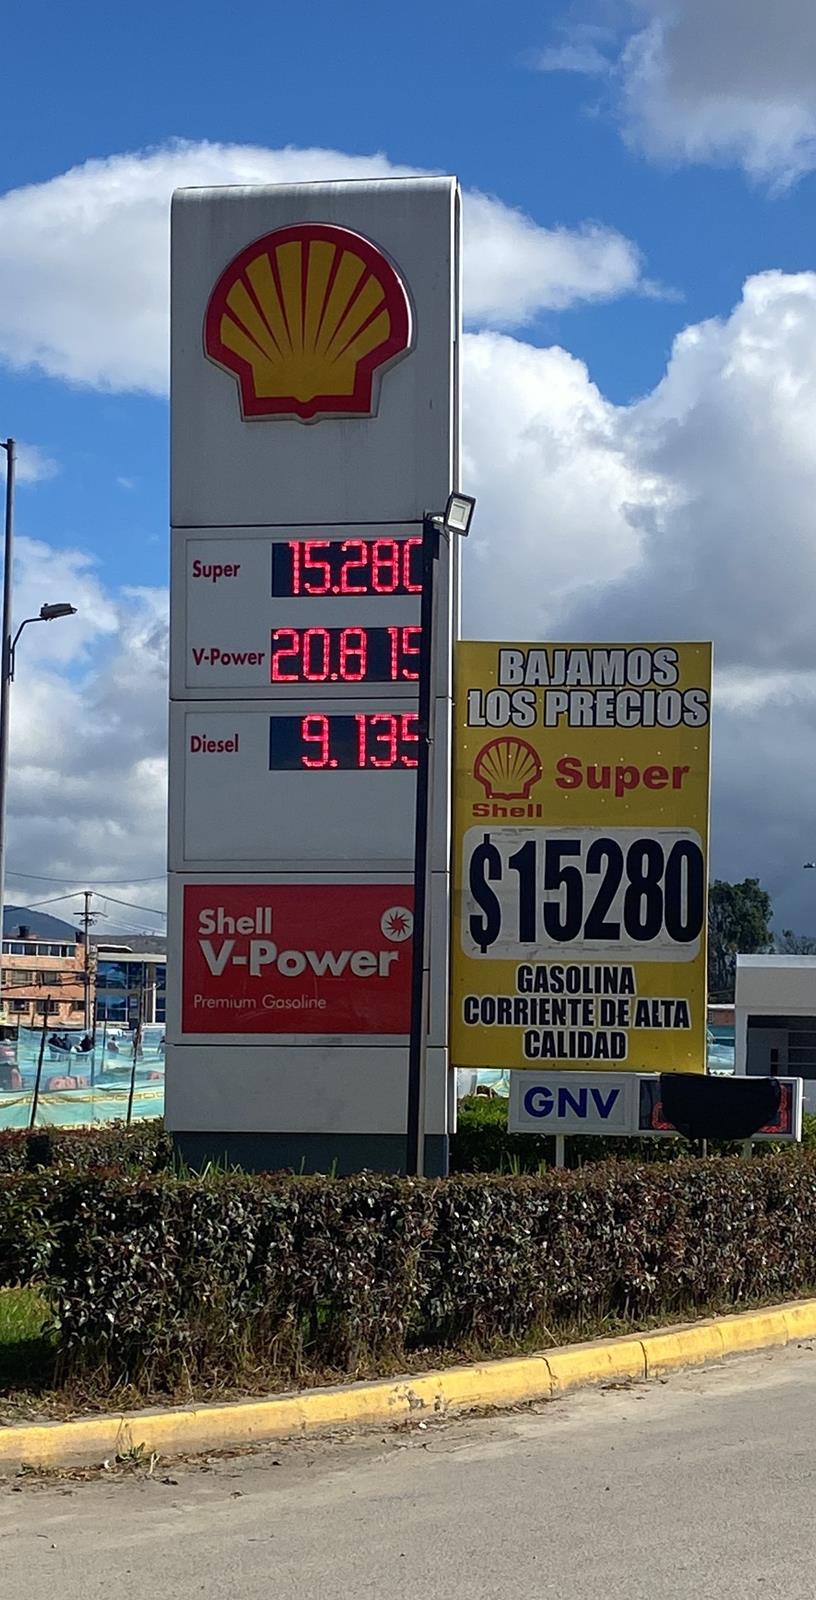 Super 15.280
V-Power 20.815
Diesel 9.135
Shell
V-Power
Premium Gasoline
BAJAMOS
LOS PRECIOS
Shell Super
$15280
GASOLINA
CORRIENTE DE ALTA
CALIDAD
GNV